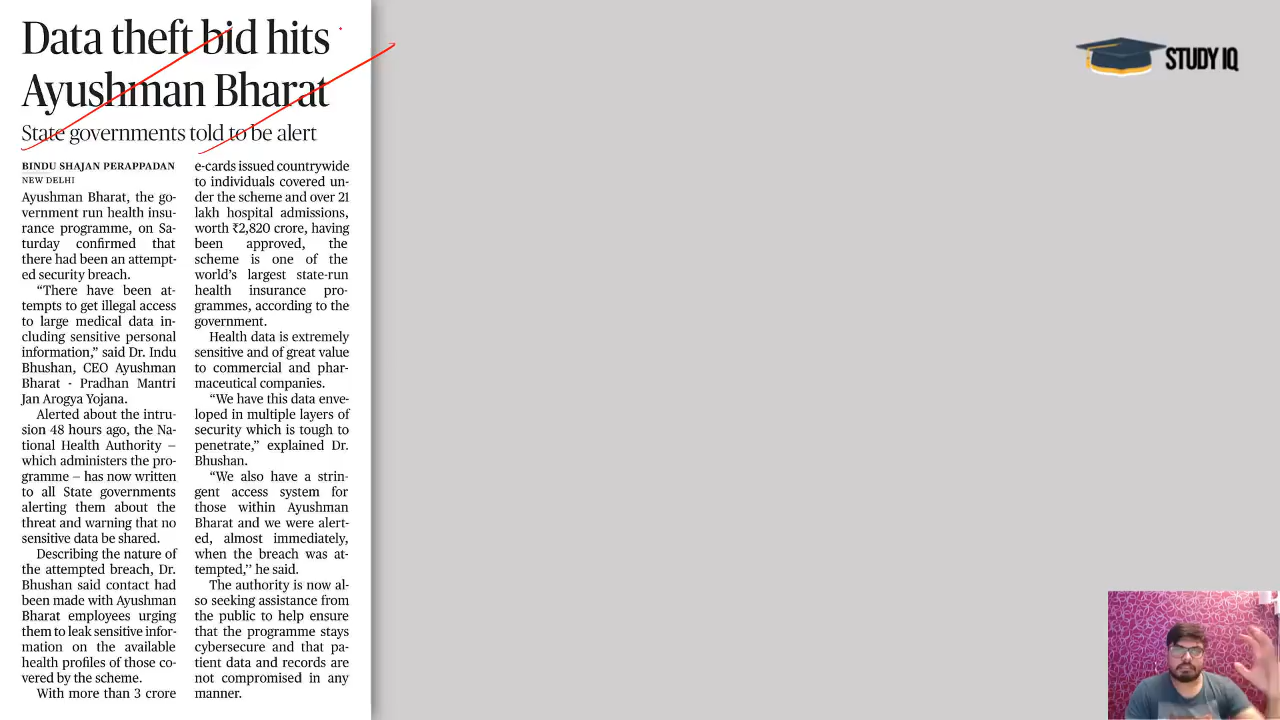 Data theft bid hits
Ayushman Bharat
State governments told to be alert
BINDU SHAJAN PERAPPADAN
NEW DELHI
Ayushman Bharat, the go-
vernment run health insu-
rance programme, on Sa-
turday confirmed that
there had been an attempt-
ed security breach.
“There have been at-
tempts to get illegal access
to large medical data in-
cluding sensitive personal
information,” said Dr. Indu
Bhushan, CEO Ayushman
Bharat - Pradhan Mantri
Jan Arogya Yojana.
Alerted about the intru-
sion 48 hours ago, the Na-
tional Health Authority –
which administers the pro-
gramme – has now written
to all State governments
alerting them about the
threat and warning that no
sensitive data be shared.
Describing the nature of
the attempted breach, Dr.
Bhushan said contact had
been made with Ayushman
Bharat employees urging
them to leak sensitive infor-
mation on the available
health profiles of those co-
vered by the scheme.
With more than 3 crore
e-cards issued countrywide
to individuals covered un-
der the scheme and over 21
lakh hospital admissions,
worth ₹2,820 crore, having
been approved, the
scheme is one of the
world’s largest state-run
health insurance pro-
grammes, according to the
government.
Health data is extremely
sensitive and of great value
to commercial and phar-
maceutical companies.
“We have this data enve-
loped in multiple layers of
security which is tough to
penetrate,” explained Dr.
Bhushan.
“We also have a strin-
gent access system for
those within Ayushman
Bharat and we were alert-
ed, almost immediately,
when the breach was at-
tempted,’’ he said.
The authority is now al-
so seeking assistance from
the public to help ensure
that the programme stays
cybersecure and that pa-
tient data and records are
not compromised in any
manner.
STUDY IQ